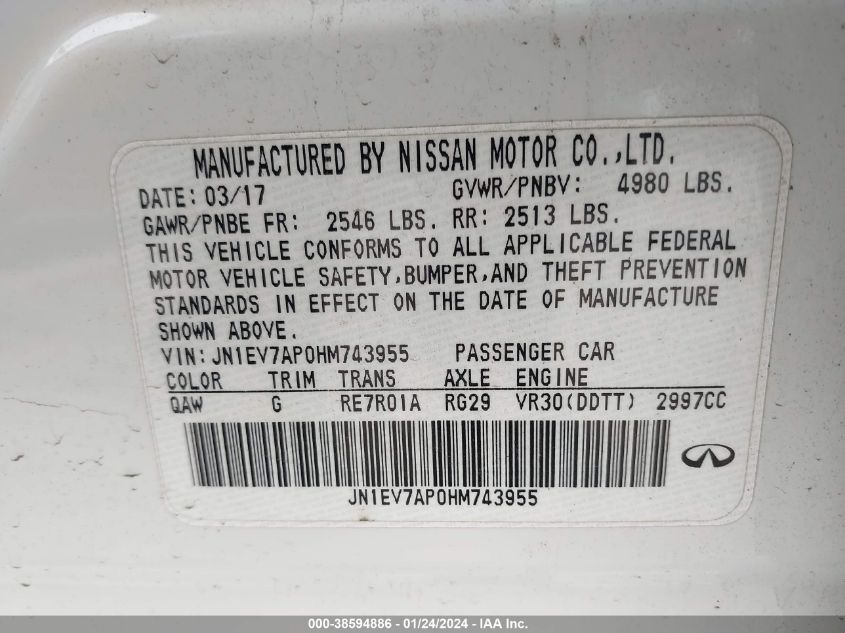 MANUFACTURED BY NISSAN MOTOR CO.,LTD.
DATE: 03/17 GVWR/PNBV: 4980 LBS.
GAWR/PNBE FR: 2546 LBS. RR: 2513 LBS.
THIS VEHICLE CONFORMS TO ALL APPLICABLE FEDERAL
MOTOR VEHICLE SAFETY,BUMPER,AND THEFT PREVENTION
STANDARDS IN EFFECT ON THE DATE OF MANUFACTURE
SHOWN ABOVE.
VIN:JN1EV7AP0HM743955 PASSENGER CAR
COLOR TRIM TRANS AXLE ENGINE
QAW G RE7R01A RG29 VR30(DDTT) 2997CC
JN1EV7AP0HM743955
000-38594886 - 01/24/2024 - IAAI.COM